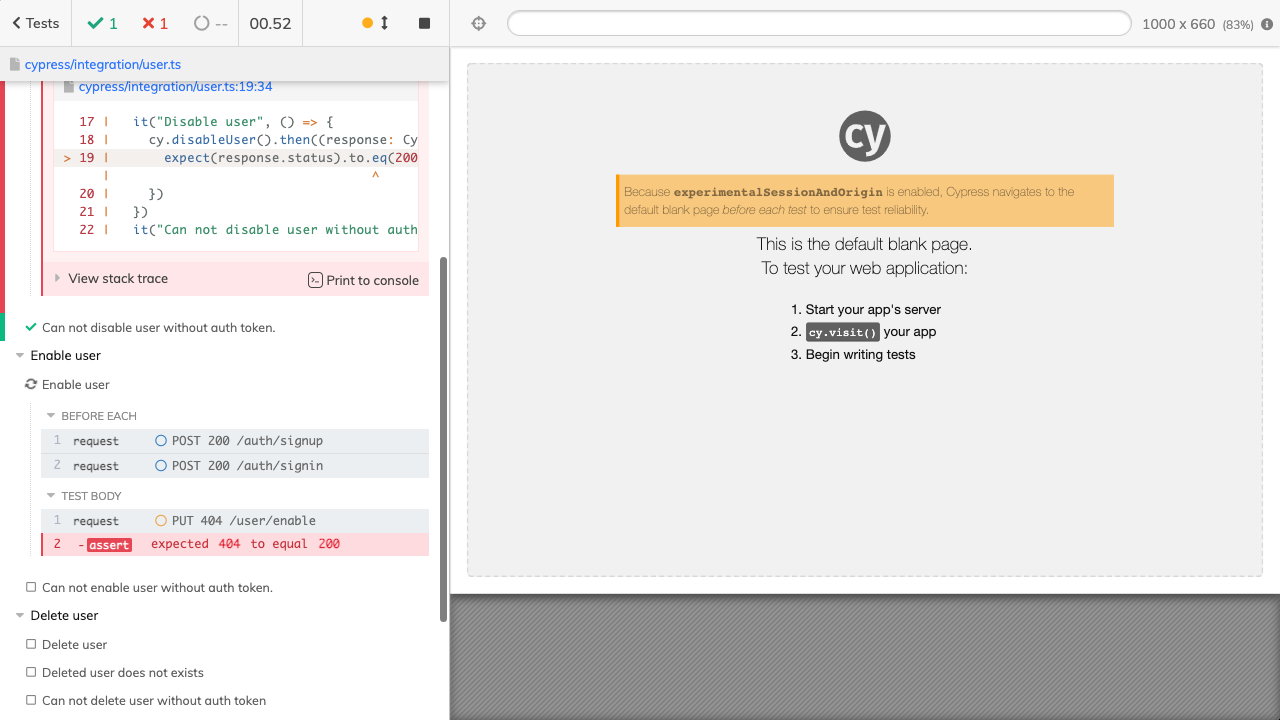 Tests
1
1
--
00.52
1000 x 660 (83%)
cypress/integration/user.ts
cypress/integration/user.ts:19:34
17 | it("Disable user", () => {
18 | cy.disableUser().then((response: Cy
> 19 | expect(response.status).to.eq(200
| ^
20 | })
21 | })
22 | it("Can not disable user without auth
View stack trace
Print to console
Can not disable user without auth token.
Enable user
Enable user
BEFORE EACH
1 request POST 200 /auth/signup
2 request POST 200 /auth/signin
TEST BODY
1 request PUT 404 /user/enable
2 -assert expected 404 to equal 200
Can not enable user without auth token.
Delete user
Delete user
Deleted user does not exists
Can not delete user without auth token
cy
Because experimentalSessionAndOrigin is enabled, Cypress navigates to the
default blank page before each test to ensure test reliability.
This is the default blank page.
To test your web application:
1. Start your app's server
2. cy.visit() your app
3. Begin writing tests